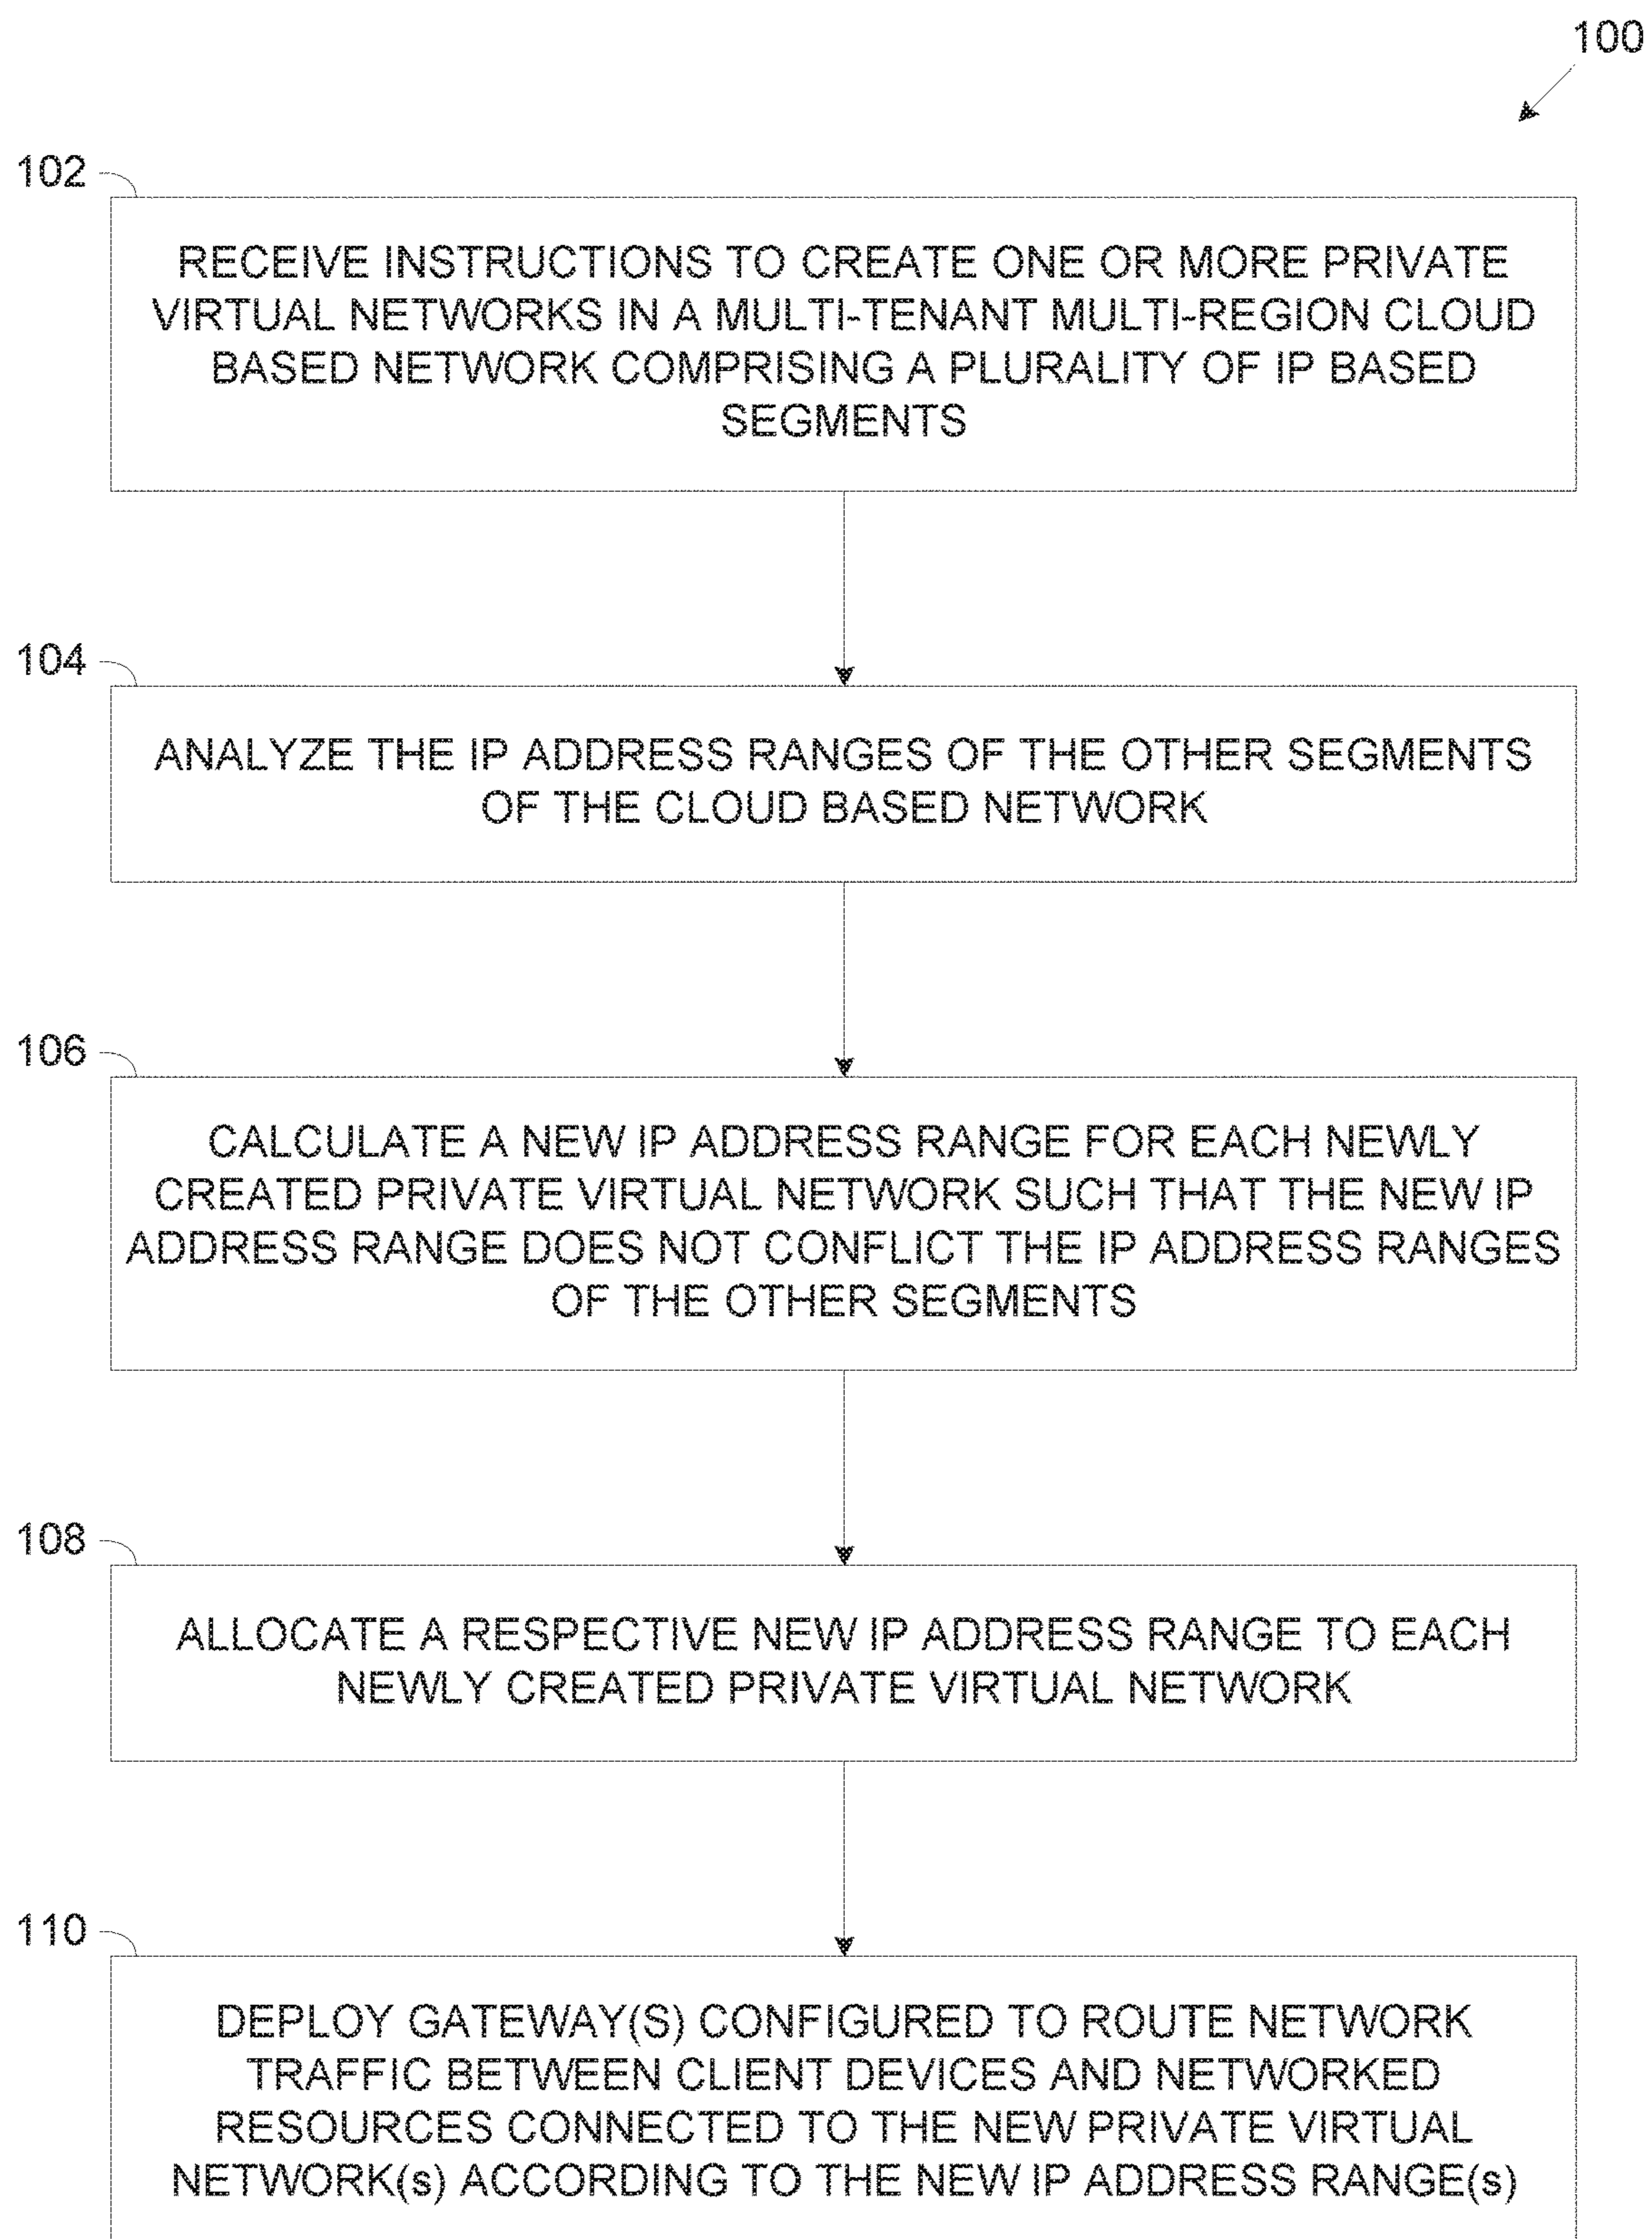 100
102
RECEIVE INSTRUCTIONS TO CREATE ONE OR MORE PRIVATE
VIRTUAL NETWORKS IN A MULTI-TENANT MULTI-REGION CLOUD
BASED NETWORK COMPRISING A PLURALITY OF IP BASED
SEGMENTS
104
ANALYZE THE IP ADDRESS RANGES OF THE OTHER SEGMENTS
OF THE CLOUD BASED NETWORK
106
CALCULATE A NEW IP ADDRESS RANGE FOR EACH NEWLY
CREATED PRIVATE VIRTUAL NETWORK SUCH THAT THE NEW IP
ADDRESS RANGE DOES NOT CONFLICT THE IP ADDRESS RANGES
OF THE OTHER SEGMENTS
108
ALLOCATE A RESPECTIVE NEW IP ADDRESS RANGE TO EACH
NEWLY CREATED PRIVATE VIRTUAL NETWORK
110
DEPLOY GATEWAY(S) CONFIGURED TO ROUTE NETWORK
TRAFFIC BETWEEN CLIENT DEVICES AND NETWORKED
RESOURCES CONNECTED TO THE NEW PRIVATE VIRTUAL
NETWORK(s) ACCORDING TO THE NEW IP ADDRESS RANGE(s)